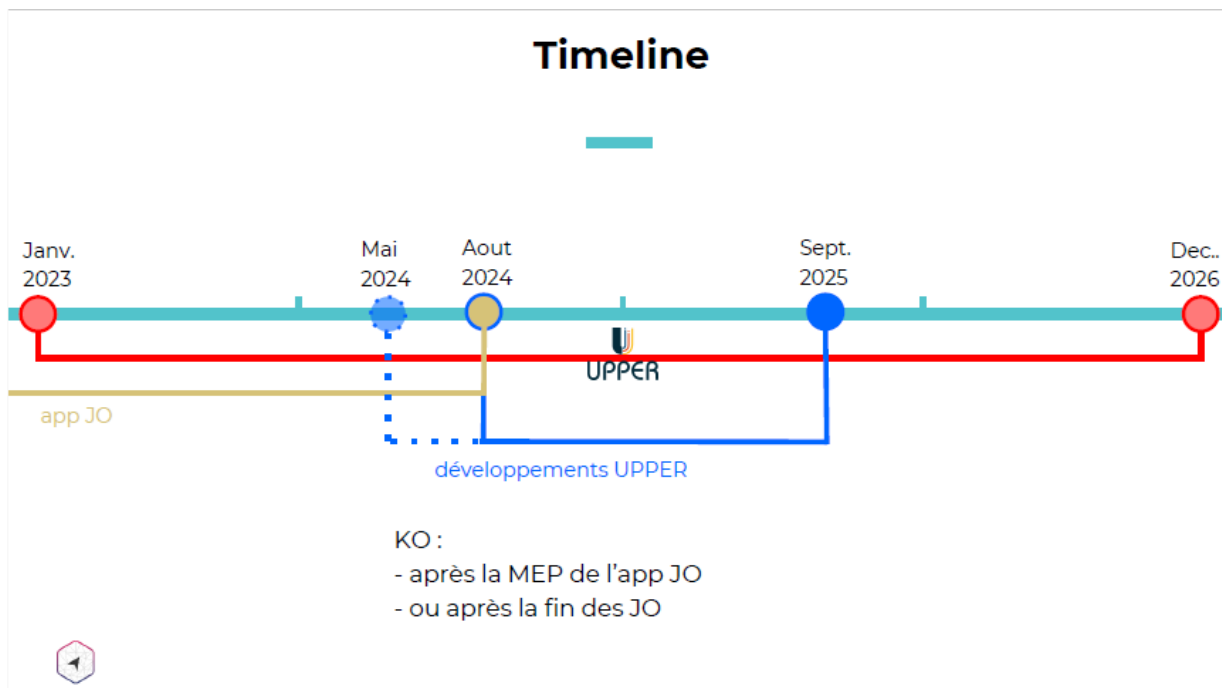 Timeline
Janv.
2023
Mai
2024
Aout
2024
Sept.
2025
Dec..
2026
UPPER
app JO
développements UPPER
KO :
- après la MEP de l’app JO
- ou après la fin des JO